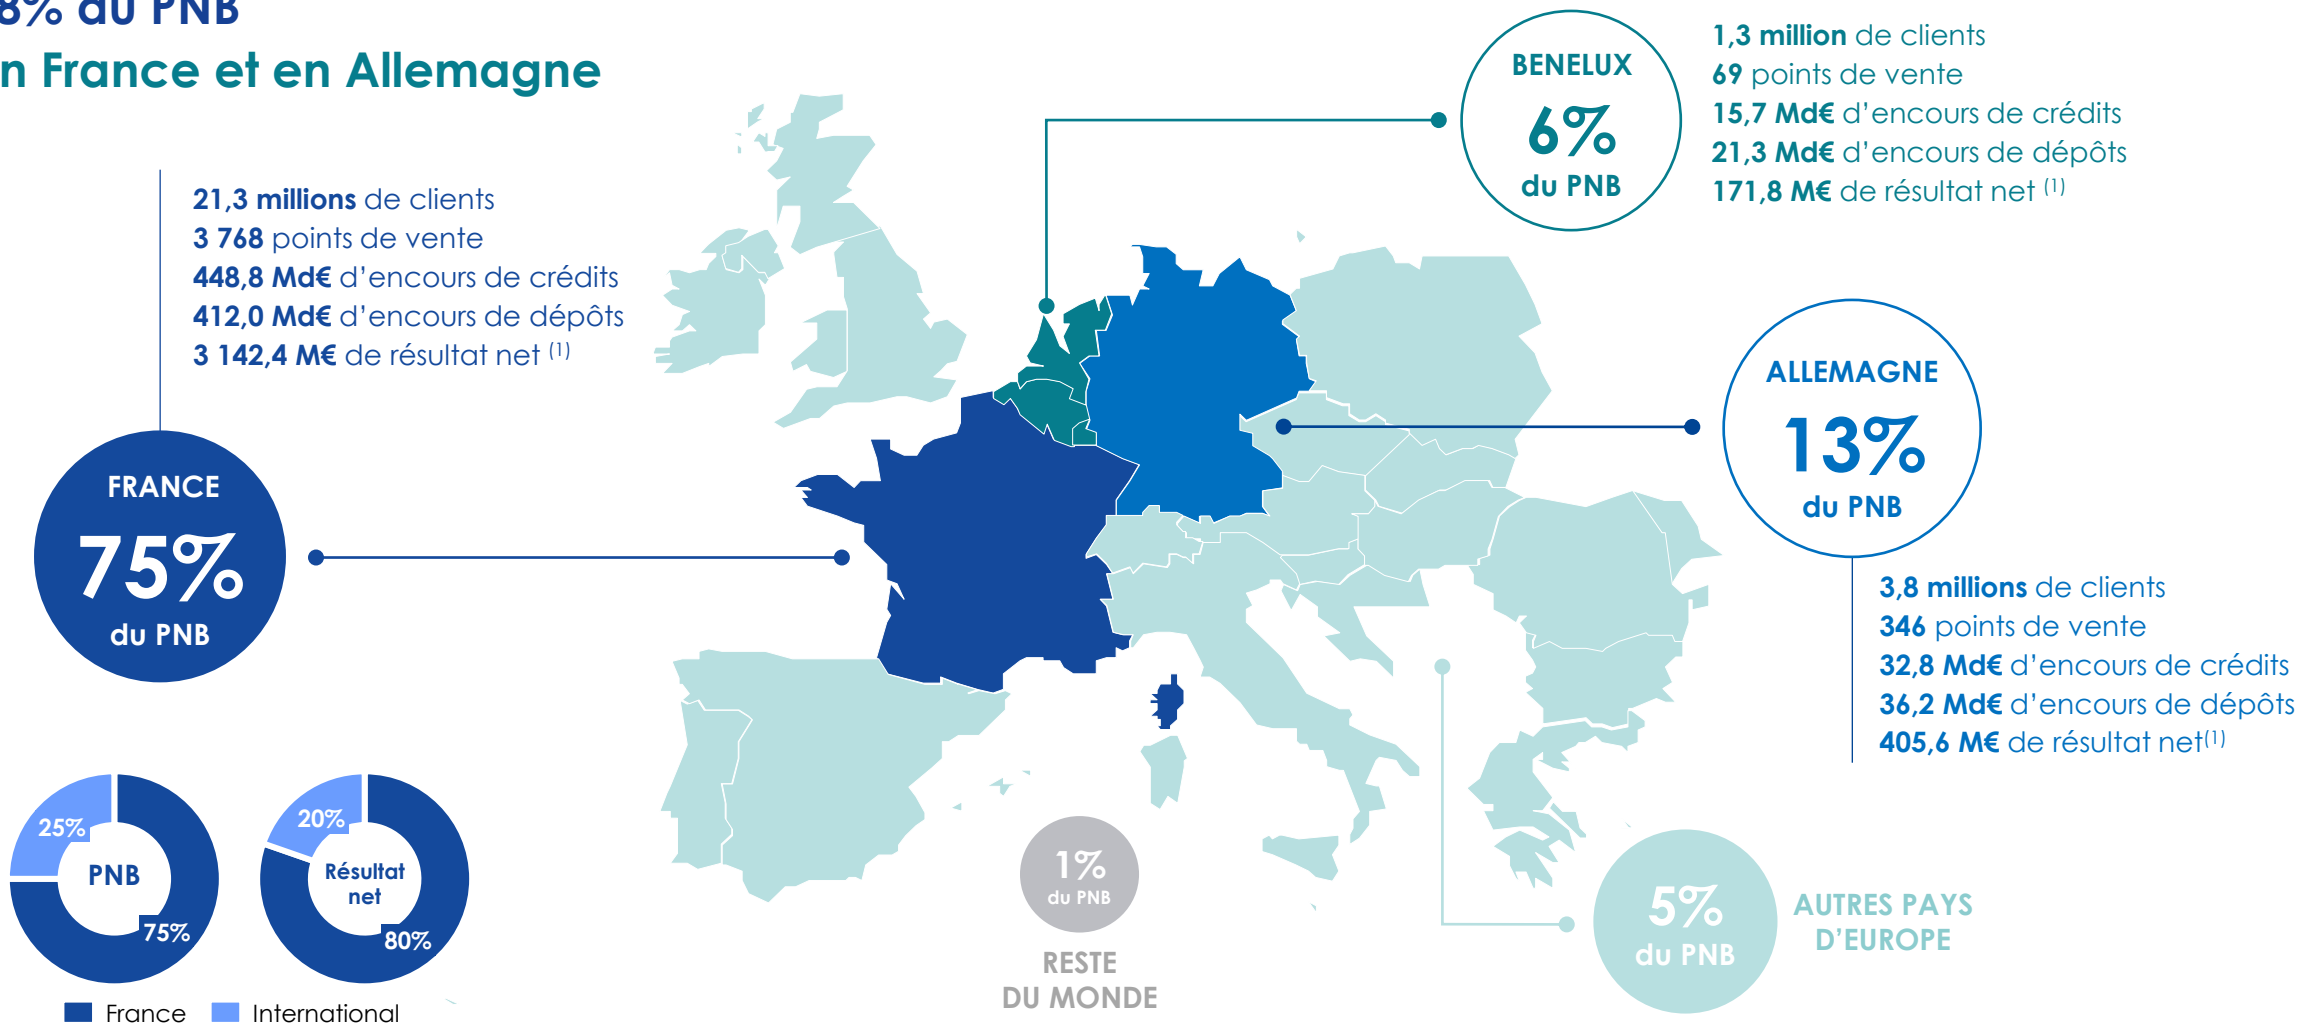 8% du PNB
n France et en Allemagne
21,3 millions de clients
3 768 points de vente
448,8 Md€ d'encours de crédits
412,0 Md€ d'encours de dépôts
3 142,4 M€ de résultat net (1)
FRANCE
75%
du PNB
BENELUX
6%
du PNB
1,3 million de clients
69 points de vente
15,7 Md€ d'encours de crédits
21,3 Md€ d'encours de dépôts
171,8 M€ de résultat net (1)
ALLEMAGNE
13%
du PNB
3,8 millions de clients
346 points de vente
32,8 Md€ d'encours de crédits
36,2 Md€ d'encours de dépôts
405,6 M€ de résultat net(1)
25%
PNB
75%
20%
Résultat
net
80%
France
International
1%
du PNB
RESTE
DU MONDE
5%
du PNB
AUTRES PAYS
D'EUROPE